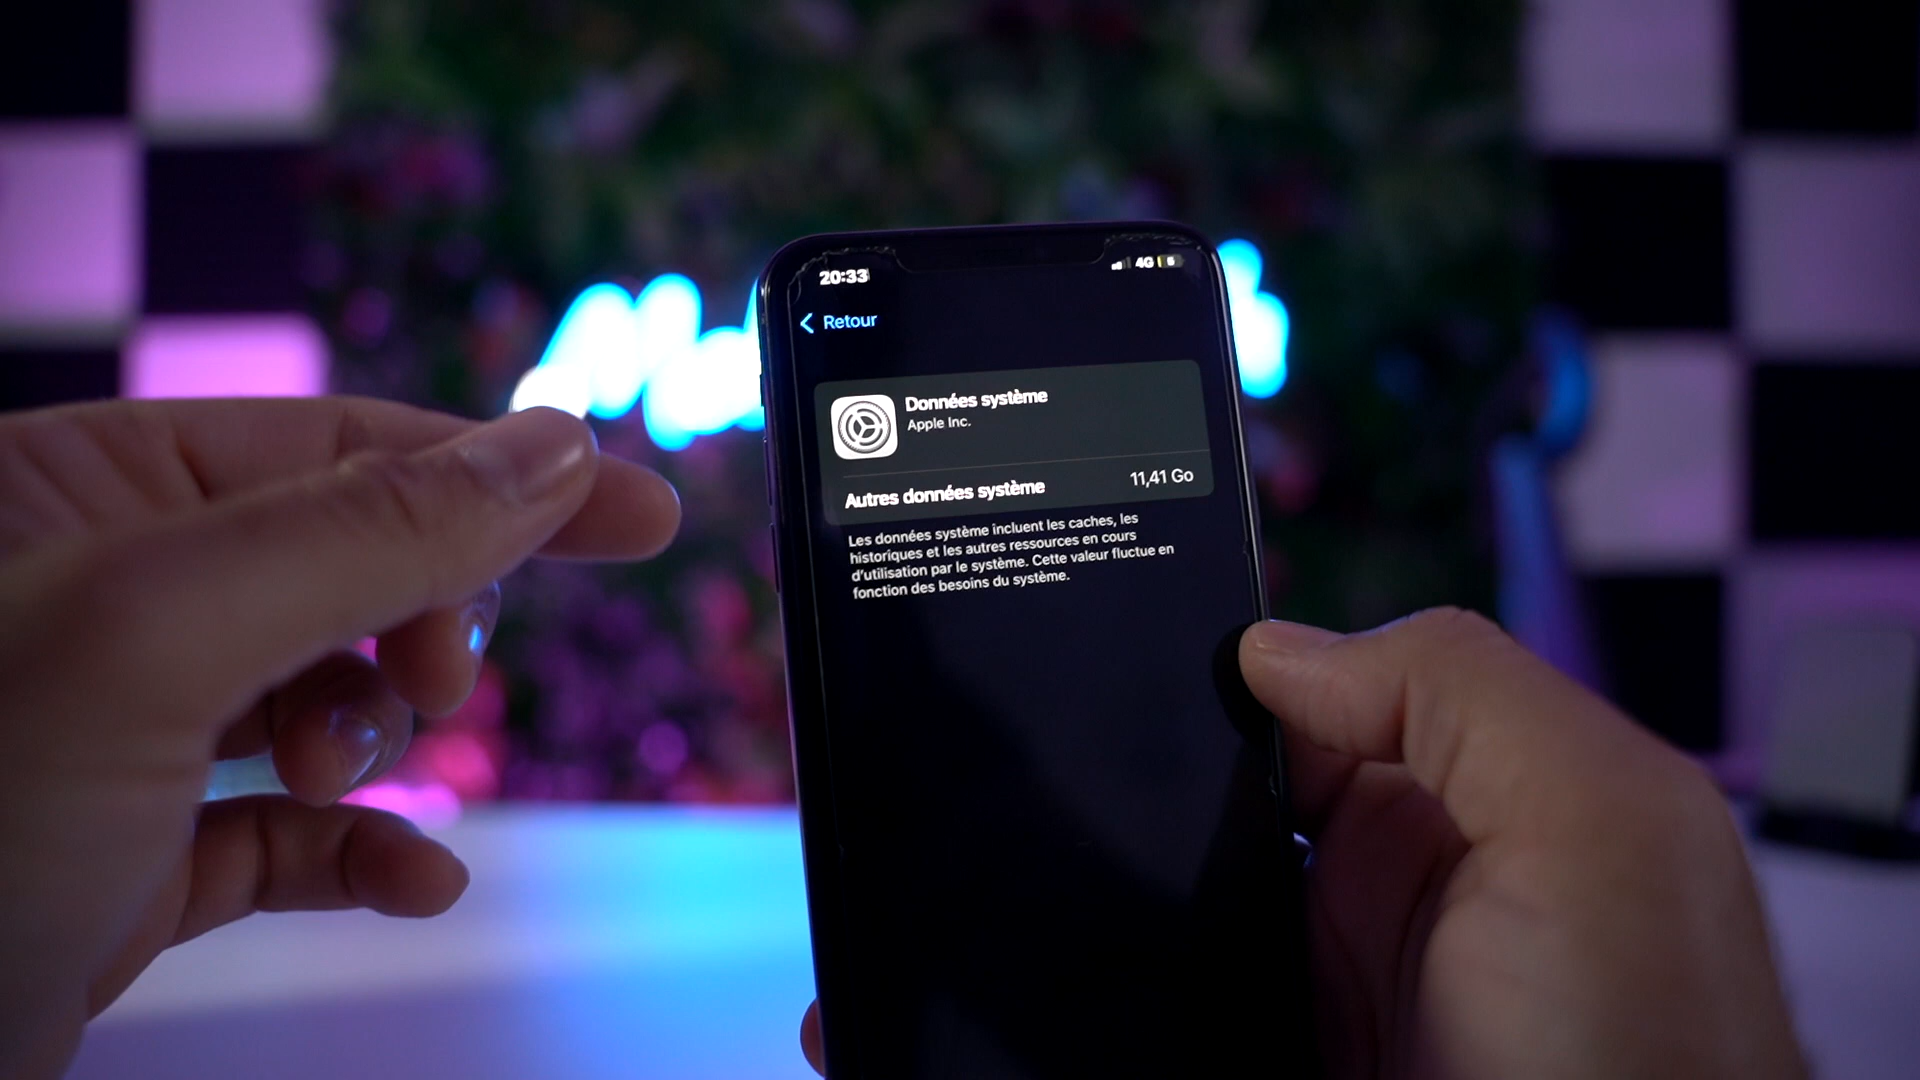 20:33
4G
Retour
Données système
Apple Inc.
Autres données système
11,41 Go
Les données système incluent les caches, les
historiques et les autres ressources en cours
d'utilisation par le système. Cette valeur fluctue en
fonction des besoins du système.